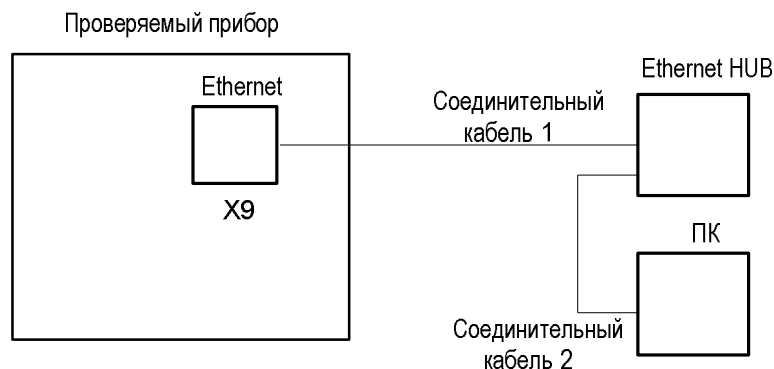 Проверяемый прибор
Ethernet
X9
Соединительный
кабель 1
Ethernet HUB
ПК
Соединительный
кабель 2